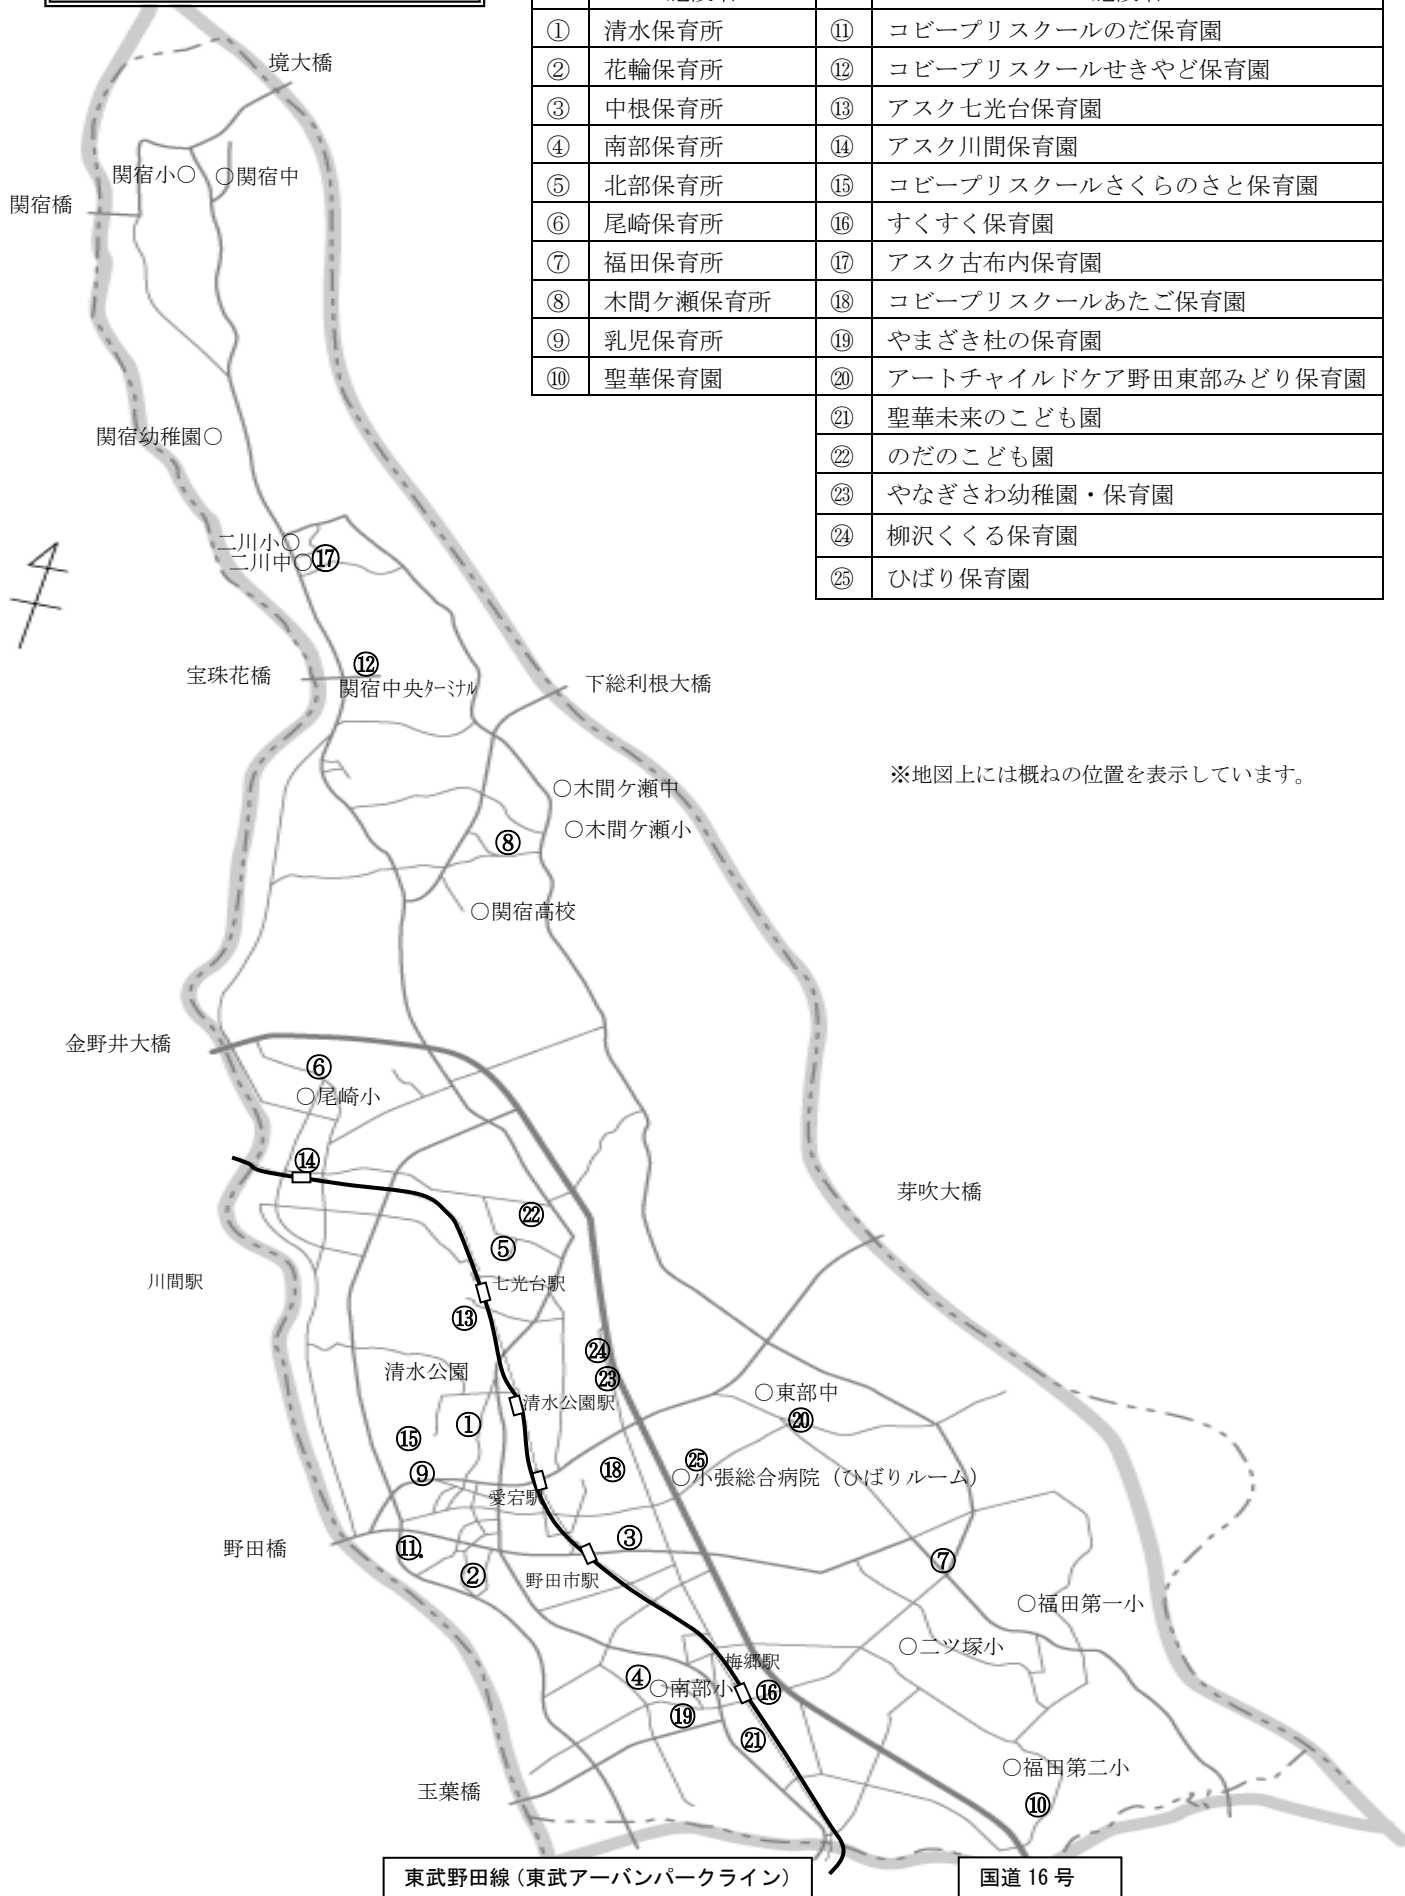 ① 清水保育所 ⑪ コビープリスクールのだ保育園
② 花輪保育所 ⑫ コビープリスクールせきやど保育園
③ 中根保育所 ⑬ アスク七光台保育園
④ 南部保育所 ⑭ アスク川間保育園
⑤ 北部保育所 ⑮ コビープリスクールさくらのさと保育園
⑥ 尾崎保育所 ⑯ すくすく保育園
⑦ 福田保育所 ⑰ アスク古布内保育園
⑧ 木間ケ瀬保育所 ⑱ コビープリスクールあたご保育園
⑨ 乳児保育所 ⑲ やまざき杜の保育園
⑩ 聖華保育園 ⑳ アートチャイルドケア野田東部みどり保育園
㉑ 聖華未来のこども園
㉒ のだのこども園
㉓ やなぎさわ幼稚園・保育園
㉔ 柳沢くくる保育園
㉕ ひばり保育園
境大橋
関宿小○ ○関宿中
関宿橋
関宿幼稚園○
二川小○
二川中○ ⑰
⑫
宝珠花橋
関宿中央ﾀｰﾐﾅﾙ
下総利根大橋
※地図上には概ねの位置を表示しています。
○木間ケ瀬中
○木間ケ瀬小
⑧
○関宿高校
金野井大橋
⑥
○尾崎小
⑭
芽吹大橋
㉒
⑤
川間駅
七光台駅
⑬
㉔
清水公園
㉓
○東部中
清水公園駅
⑳
①
⑮
㉕
⑨
⑱
○小張総合病院（ひばりルーム）
愛宕駅
③
野田橋
⑪.
⑦
②
野田市駅
○福田第一小
○二ツ塚小
梅郷駅
④
○南部小
⑯
⑲
㉑
○福田第二小
玉葉橋
⑩
東武野田線（東武アーバンパークライン）
国道 16 号